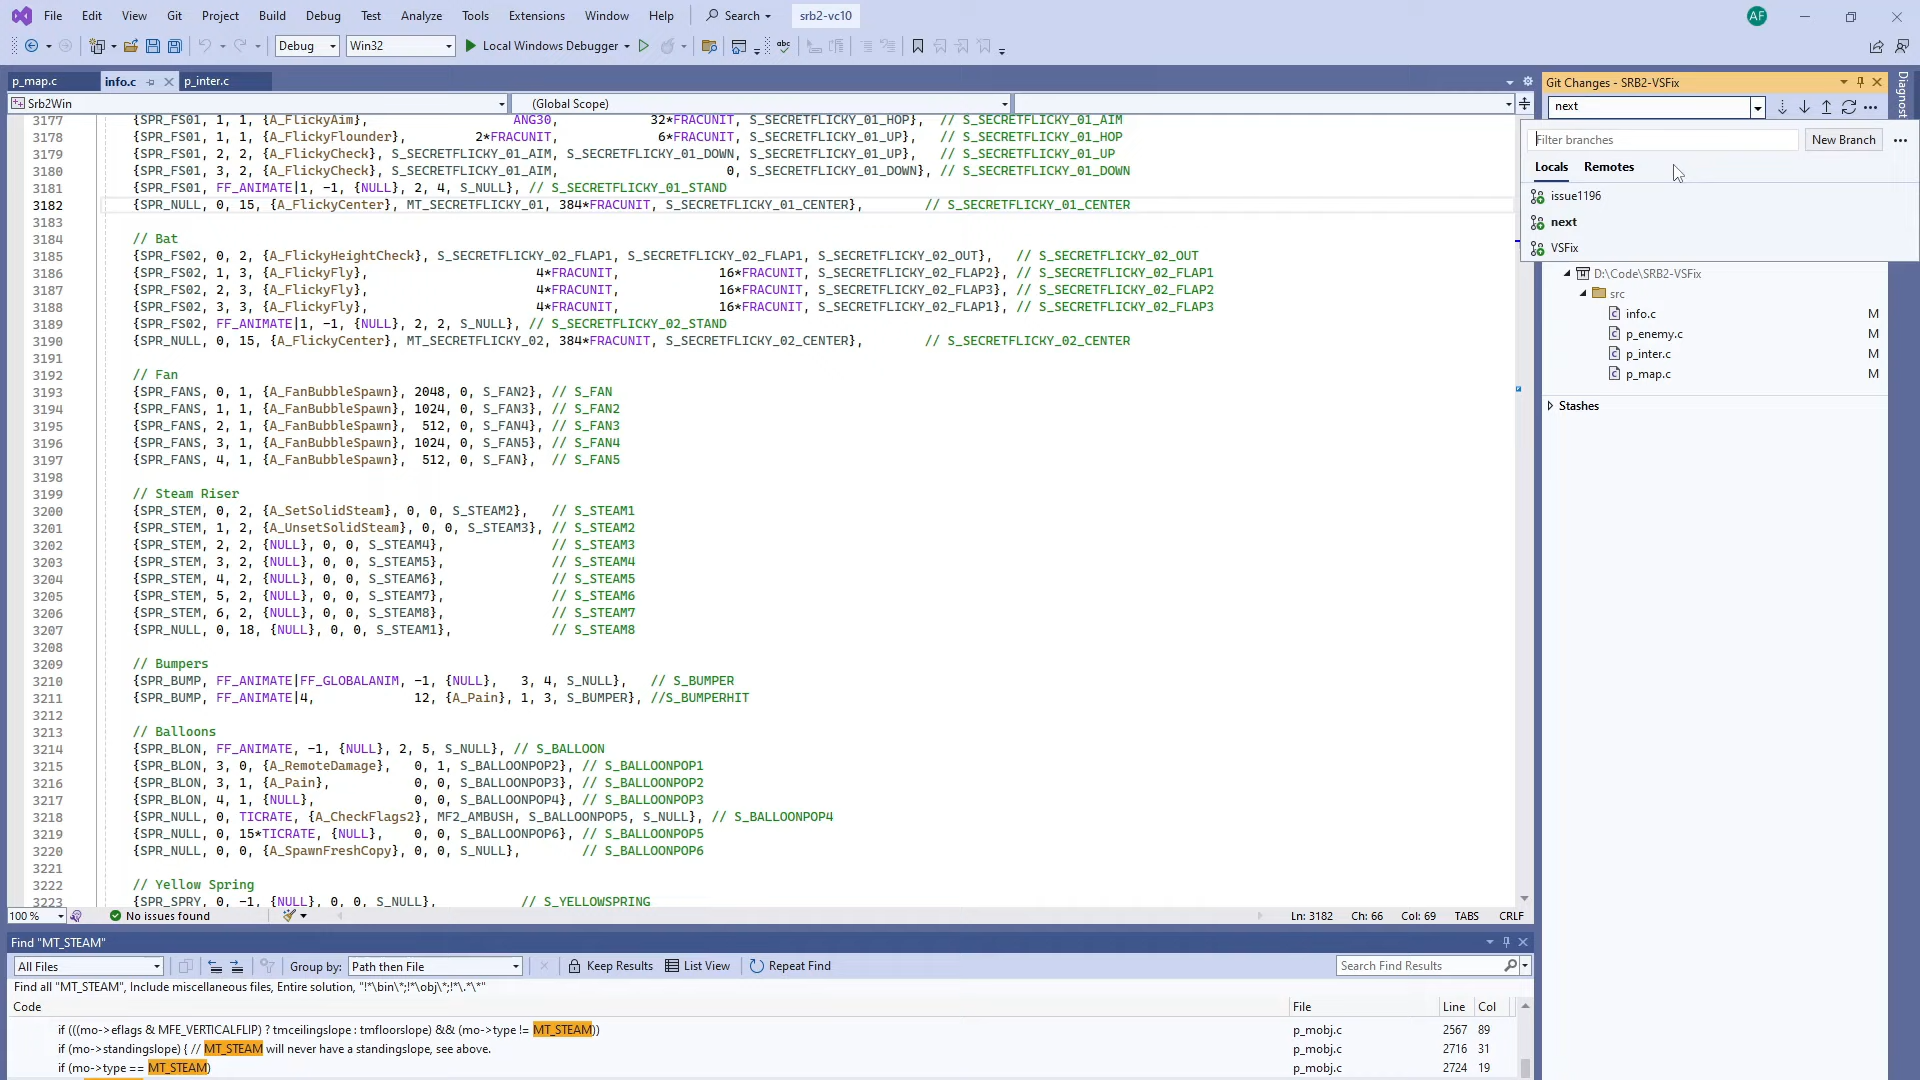 File Edit View Git Project Build Debug Test Analyze Tools Extensions Window Help Search srb2-vc10 AF
Debug Win32 Local Windows Debugger
p_map.c info.c p_inter.c
Srb2Win (Global Scope)
3177 {SPR_FS01, 1, 1, {A_FlickyAim}, ANG30, 32*FRACUNIT, S_SECRETFLICKY_01_HOP}, // S_SECRETFLICKY_01_AIM
3178 {SPR_FS01, 1, 1, {A_FlickyFlounder}, 2*FRACUNIT, 6*FRACUNIT, S_SECRETFLICKY_01_UP}, // S_SECRETFLICKY_01_HOP
3179 {SPR_FS01, 2, 2, {A_FlickyCheck}, S_SECRETFLICKY_01_AIM, S_SECRETFLICKY_01_DOWN, S_SECRETFLICKY_01_UP}, // S_SECRETFLICKY_01_UP
3180 {SPR_FS01, 3, 2, {A_FlickyCheck}, S_SECRETFLICKY_01_AIM, 0, S_SECRETFLICKY_01_DOWN}, // S_SECRETFLICKY_01_DOWN
3181 {SPR_FS01, FF_ANIMATE|1, -1, {NULL}, 2, 4, S_NULL}, // S_SECRETFLICKY_01_STAND
3182 {SPR_NULL, 0, 15, {A_FlickyCenter}, MT_SECRETFLICKY_01, 384*FRACUNIT, S_SECRETFLICKY_01_CENTER}, // S_SECRETFLICKY_01_CENTER
3183
3184 // Bat
3185 {SPR_FS02, 0, 2, {A_FlickyHeightCheck}, S_SECRETFLICKY_02_FLAP1, S_SECRETFLICKY_02_FLAP1, S_SECRETFLICKY_02_OUT}, // S_SECRETFLICKY_02_OUT
3186 {SPR_FS02, 1, 3, {A_FlickyFly}, 4*FRACUNIT, 16*FRACUNIT, S_SECRETFLICKY_02_FLAP2}, // S_SECRETFLICKY_02_FLAP1
3187 {SPR_FS02, 2, 3, {A_FlickyFly}, 4*FRACUNIT, 16*FRACUNIT, S_SECRETFLICKY_02_FLAP3}, // S_SECRETFLICKY_02_FLAP2
3188 {SPR_FS02, 3, 3, {A_FlickyFly}, 4*FRACUNIT, 16*FRACUNIT, S_SECRETFLICKY_02_FLAP1}, // S_SECRETFLICKY_02_FLAP3
3189 {SPR_FS02, FF_ANIMATE|1, -1, {NULL}, 2, 2, S_NULL}, // S_SECRETFLICKY_02_STAND
3190 {SPR_NULL, 0, 15, {A_FlickyCenter}, MT_SECRETFLICKY_02, 384*FRACUNIT, S_SECRETFLICKY_02_CENTER}, // S_SECRETFLICKY_02_CENTER
3191
3192 // Fan
3193 {SPR_FANS, 0, 1, {A_FanBubbleSpawn}, 2048, 0, S_FAN2}, // S_FAN
3194 {SPR_FANS, 1, 1, {A_FanBubbleSpawn}, 1024, 0, S_FAN3}, // S_FAN2
3195 {SPR_FANS, 2, 1, {A_FanBubbleSpawn}, 512, 0, S_FAN4}, // S_FAN3
3196 {SPR_FANS, 3, 1, {A_FanBubbleSpawn}, 1024, 0, S_FAN5}, // S_FAN4
3197 {SPR_FANS, 4, 1, {A_FanBubbleSpawn}, 512, 0, S_FAN}, // S_FAN5
3198
3199 // Steam Riser
3200 {SPR_STEM, 0, 2, {A_SetSolidSteam}, 0, 0, S_STEAM2}, // S_STEAM1
3201 {SPR_STEM, 1, 2, {A_UnsetSolidSteam}, 0, 0, S_STEAM3}, // S_STEAM2
3202 {SPR_STEM, 2, 2, {NULL}, 0, 0, S_STEAM4}, // S_STEAM3
3203 {SPR_STEM, 3, 2, {NULL}, 0, 0, S_STEAM5}, // S_STEAM4
3204 {SPR_STEM, 4, 2, {NULL}, 0, 0, S_STEAM6}, // S_STEAM5
3205 {SPR_STEM, 5, 2, {NULL}, 0, 0, S_STEAM7}, // S_STEAM6
3206 {SPR_STEM, 6, 2, {NULL}, 0, 0, S_STEAM8}, // S_STEAM7
3207 {SPR_NULL, 0, 18, {NULL}, 0, 0, S_STEAM1}, // S_STEAM8
3208
3209 // Bumpers
3210 {SPR_BUMP, FF_ANIMATE|FF_GLOBALANIM, -1, {NULL}, 3, 4, S_NULL}, // S_BUMPER
3211 {SPR_BUMP, FF_ANIMATE|4, 12, {A_Pain}, 1, 3, S_BUMPER}, //S_BUMPERHIT
3212
3213 // Balloons
3214 {SPR_BLON, FF_ANIMATE, -1, {NULL}, 2, 5, S_NULL}, // S_BALLOON
3215 {SPR_BLON, 3, 0, {A_RemoteDamage}, 0, 1, S_BALLOONPOP2}, // S_BALLOONPOP1
3216 {SPR_BLON, 3, 1, {A_Pain}, 0, 0, S_BALLOONPOP3}, // S_BALLOONPOP2
3217 {SPR_BLON, 4, 1, {NULL}, 0, 0, S_BALLOONPOP4}, // S_BALLOONPOP3
3218 {SPR_NULL, 0, TICRATE, {A_CheckFlags2}, MF2_AMBUSH, S_BALLOONPOP5, S_NULL}, // S_BALLOONPOP4
3219 {SPR_NULL, 0, 15*TICRATE, {NULL}, 0, 0, S_BALLOONPOP6}, // S_BALLOONPOP5
3220 {SPR_NULL, 0, 0, {A_SpawnFreshCopy}, 0, 0, S_NULL}, // S_BALLOONPOP6
3221
3222 // Yellow Spring
3223 {SPR_SPRY, 0, -1, {NULL}, 0, 0, S_NULL}, // S_YELLOWSPRING
100 % No issues found Ln: 3182 Ch: 66 Col: 69 TABS CRLF
Find "MT_STEAM"
All Files Group by: Path then File Keep Results List View Repeat Find Search Find Results
Find all "MT_STEAM", Include miscellaneous files, Entire solution, "!*\bin\*;!*\obj\*;!*\.*\*"
Code File Line Col
if (((mo->eflags & MFE_VERTICALFLIP) ? tmceilingslope : tmfloorslope) && (mo->type != MT_STEAM)) p_mobj.c 2567 89
if (mo->standingslope) { // MT_STEAM will never have a standingslope, see above. p_mobj.c 2716 31
if (mo->type == MT_STEAM) p_mobj.c 2724 19
Git Changes - SRB2-VSFix
next
Filter branches New Branch
Locals Remotes
issue1196
next
VSFix
D:\Code\SRB2-VSFix
src
info.c M
p_enemy.c M
p_inter.c M
p_map.c M
Stashes